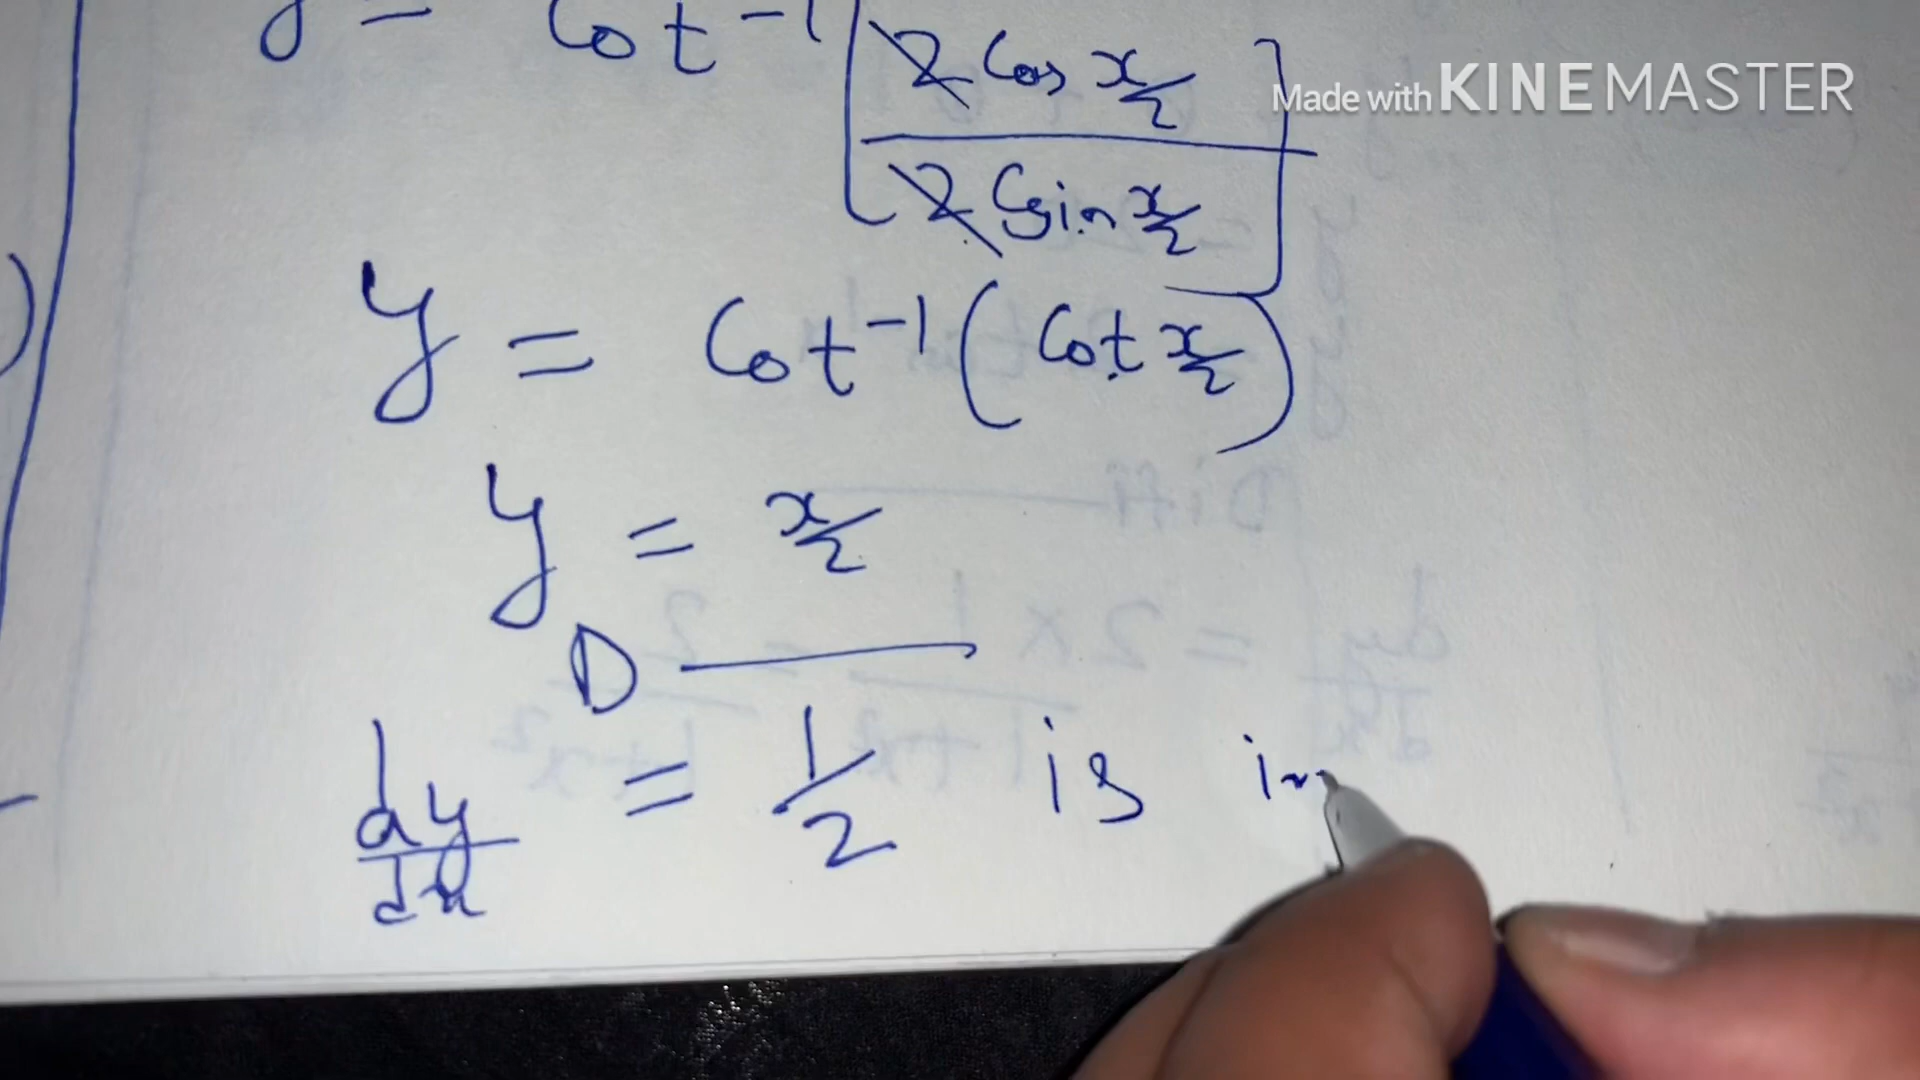 y = Cot⁻¹ [2 Cos x/2
Made with KINEMASTER
2 Sin x/2]
y = Cot⁻¹ (Cot x/2)
y = x/2
D
dy/dx = 1/2 is